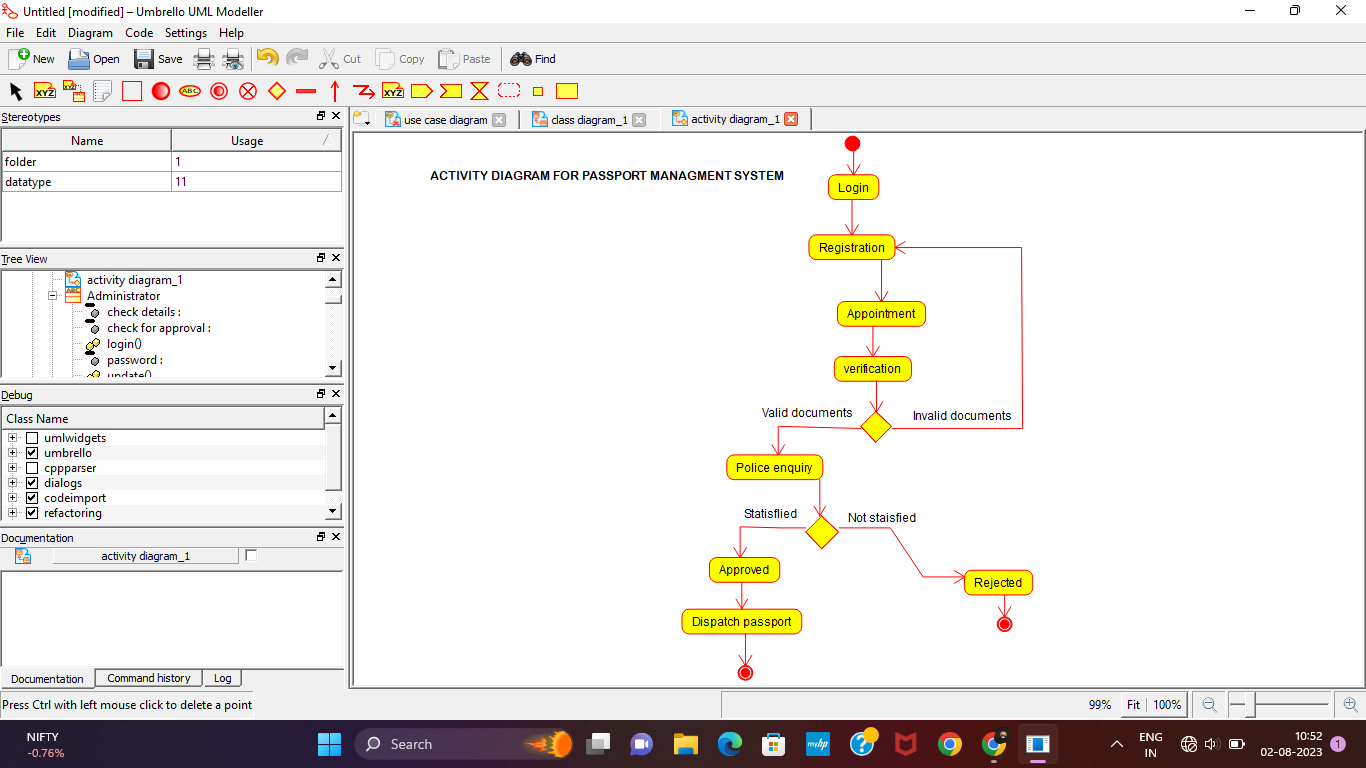 Untitled [modified] – Umbrello UML Modeller
File Edit Diagram Code Settings Help
New Open Save Cut Copy Paste Find
XYZ XYZ ABC XYZ
Stereotypes
Name Usage
folder 1
datatype 11
Tree View
activity diagram_1
ABC Administrator
check details :
check for approval :
login()
password :
update()
Debug
Class Name
umlwidgets
umbrello
cppparser
dialogs
codeimport
refactoring
Documentation
activity diagram_1
Documentation Command history Log
Press Ctrl with left mouse click to delete a point
use case diagram class diagram_1 activity diagram_1
ACTIVITY DIAGRAM FOR PASSPORT MANAGMENT SYSTEM
Login
Registration
Appointment
verification
Valid documents Invalid documents
Police enquiry
Statisflied Not staisfied
Approved
Rejected
Dispatch passport
99% Fit 100%
NIFTY
-0.76%
Search
myhp
?
ENG
IN
10:52
02-08-2023
1